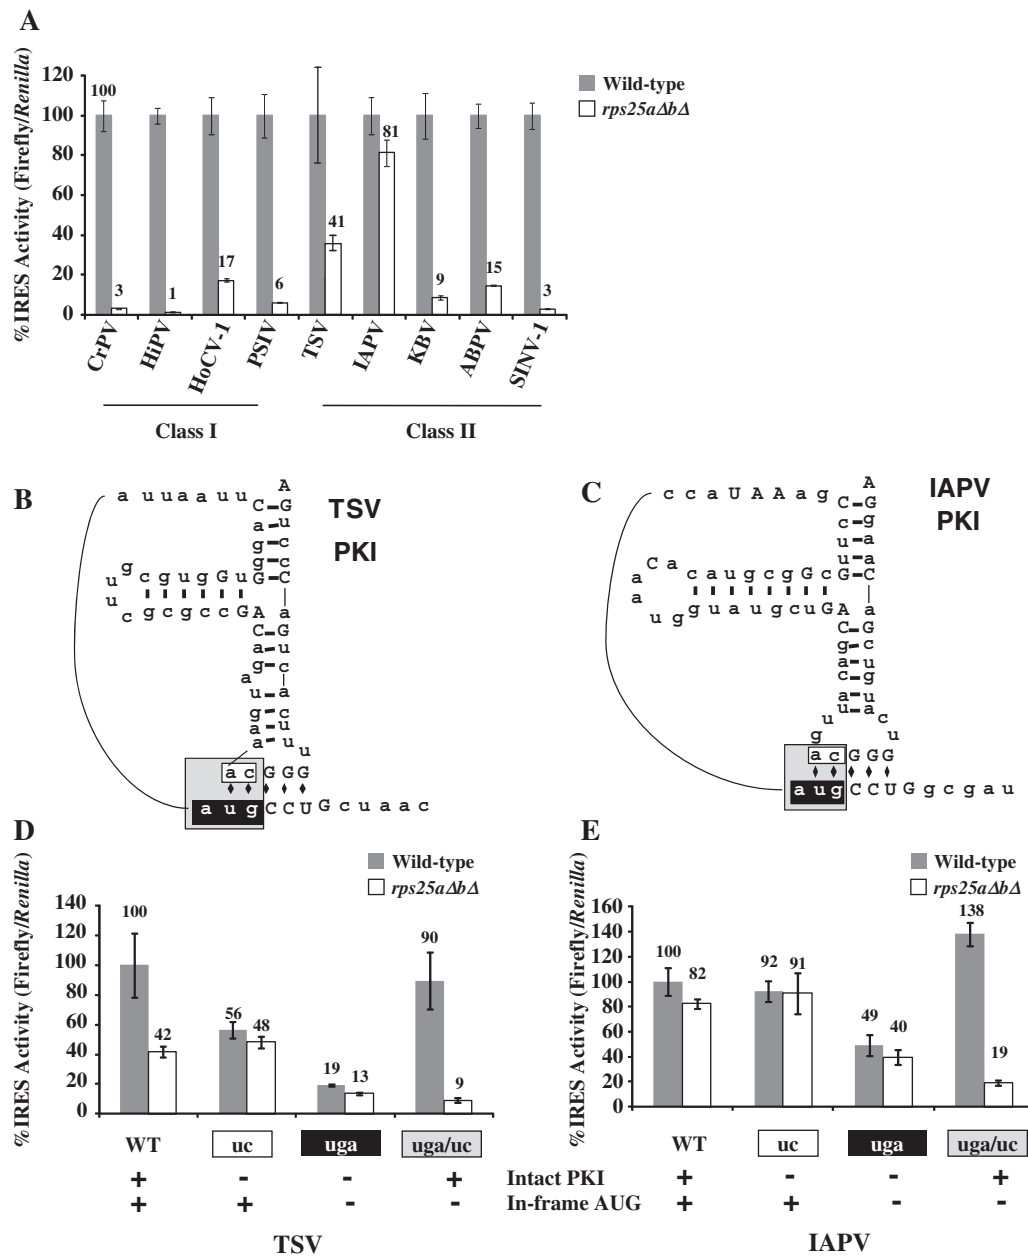 A
%IRES Activity (Firefly/Renilla)
120
100
80
60
40
20
0
Wild-type
rps25aΔbΔ
100
3
1
17
6
41
81
9
15
3
CrPV
HiPV
HoCV-1
PSIV
TSV
IAPV
KBV
ABPV
SINV-1
Class I
Class II
B
TSV
PKI
a u u a a u u
C a g g G
A
G u c c C
g c g u g G u
u
u
c
g c g c c G
A
C a g
a
u g a a
a
G u c
a c u u
u
a c G G G
a u g C C U G c u a a c
C
IAPV
PKI
c c a U A A a g
C c u u G
A
G g a a C
C a c a u g c g G c
a
a
u g g u a u g c u G
A
C g a c a u
a
G c u g u a
u g
c u
a c G G G
a u g C C U G g c g a u
D
%IRES Activity (Firefly/Renilla)
140
120
100
80
60
40
20
0
Wild-type
rps25aΔbΔ
100
42
56
48
19
13
90
9
WT
uc
uga
uga/uc
+ - - +
+ + - -
TSV
E
%IRES Activity (Firefly/Renilla)
160
140
120
100
80
60
40
20
0
Wild-type
rps25aΔbΔ
100
82
92
91
49
40
138
19
WT
uc
uga
uga/uc
Intact PKI + - - +
In-frame AUG + + - -
IAPV